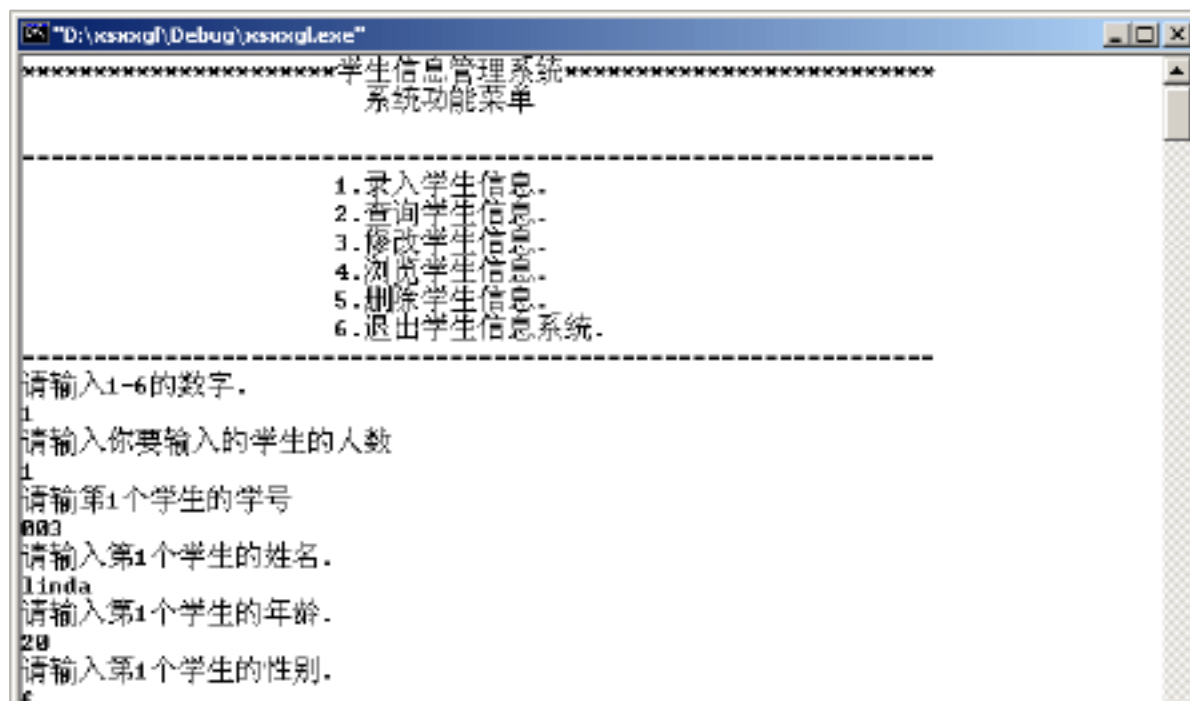 "D:\xsxxgl\Debug\xsxxgl.exe"
************************学生信息管理系统**************************
系统功能菜单
----------------------------------------------------------------
1.录入学生信息.
2.查询学生信息.
3.修改学生信息.
4.浏览学生信息.
5.删除学生信息.
6.退出学生信息系统.
----------------------------------------------------------------
请输入1-6的数字.
1
请输入你要输入的学生的人数
1
请输第1个学生的学号
003
请输入第1个学生的姓名.
linda
请输入第1个学生的年龄.
20
请输入第1个学生的性别.
f